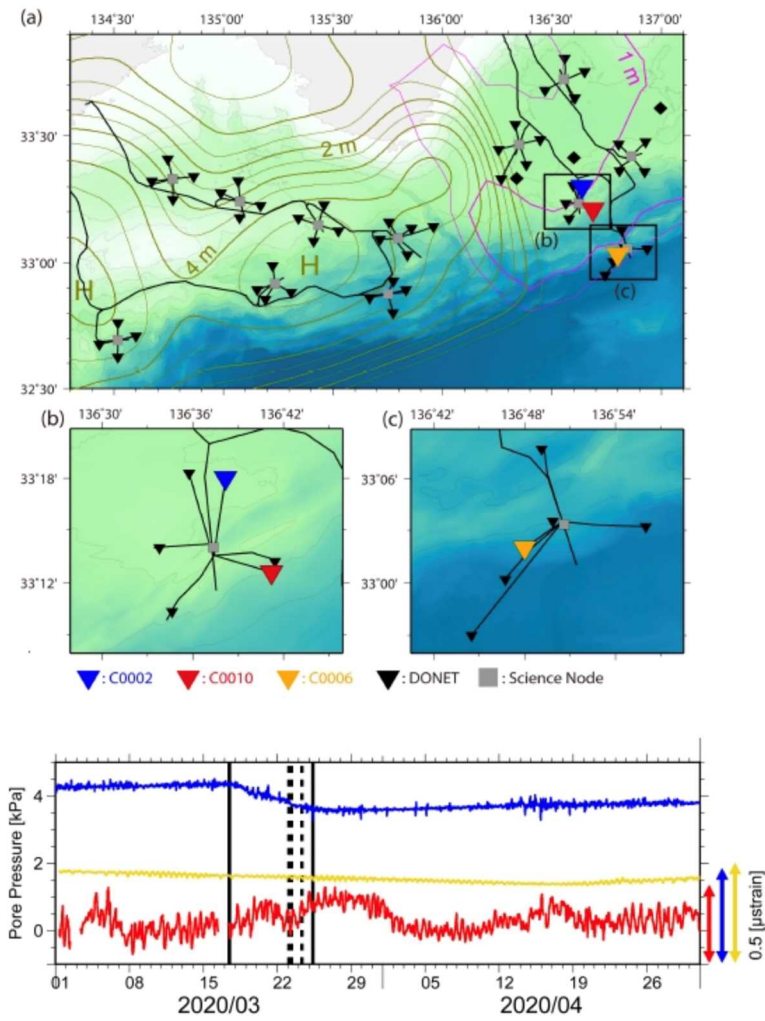 (a)
134˚30' 135˚00' 135˚30' 136˚00' 136˚30' 137˚00'
1 m
33˚30'
2 m
(b)
4 m
H
33˚00'
H
(c)
32˚30'
(b) 136˚30' 136˚36' 136˚42'
(c) 136˚42' 136˚48' 136˚54'
33˚18'
33˚06'
33˚12'
33˚00'
: C0002 : C0010 : C0006 : DONET : Science Node
Pore Pressure [kPa]
4
2
0
0.5 [µstrain]
01 08 15 22 29 05 12 19 26
2020/03 2020/04